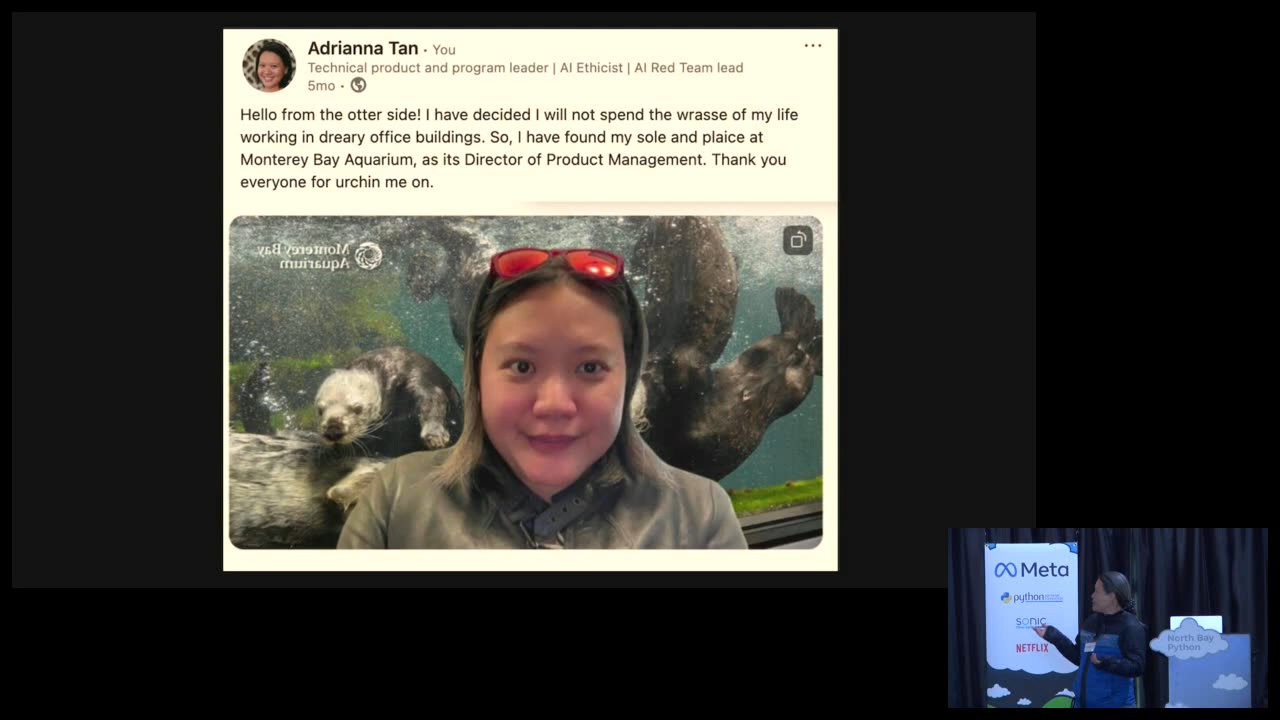 Adrianna Tan · You
Technical product and program leader | AI Ethicist | AI Red Team lead
5mo ·
Hello from the otter side! I have decided I will not spend the wrasse of my life
working in dreary office buildings. So, I have found my sole and plaice at
Monterey Bay Aquarium, as its Director of Product Management. Thank you
everyone for urchin me on.
Monterey Bay
Aquarium
Meta
python
SONIC
NETFLIX
North Bay
Python